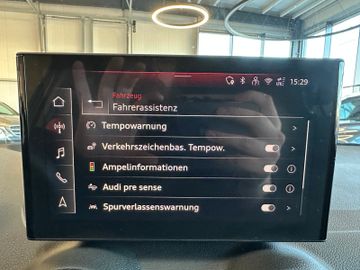 15:29
Fahrzeug
Fahrerassistenz
Tempowarnung
Verkehrszeichenbas. Tempow.
Ampelinformationen
Audi pre sense
Spurverlassenswarnung